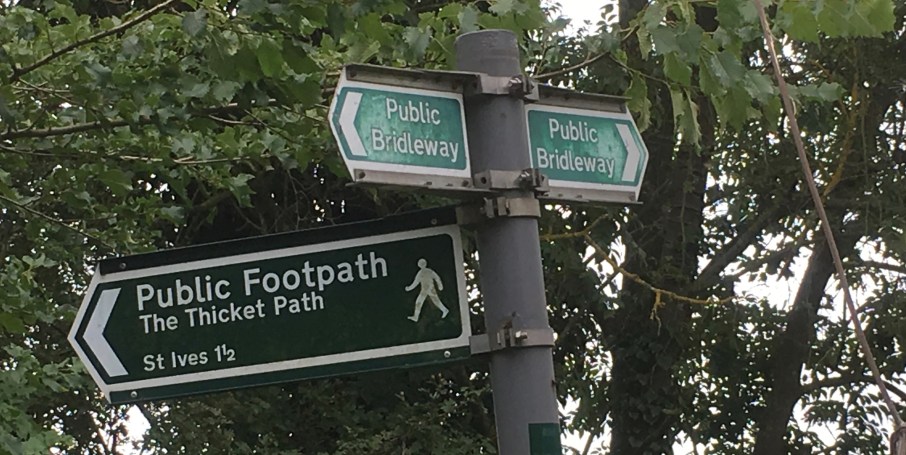 Public
Bridleway
Public
Bridleway
Public Footpath
The Thicket Path
St Ives 1½